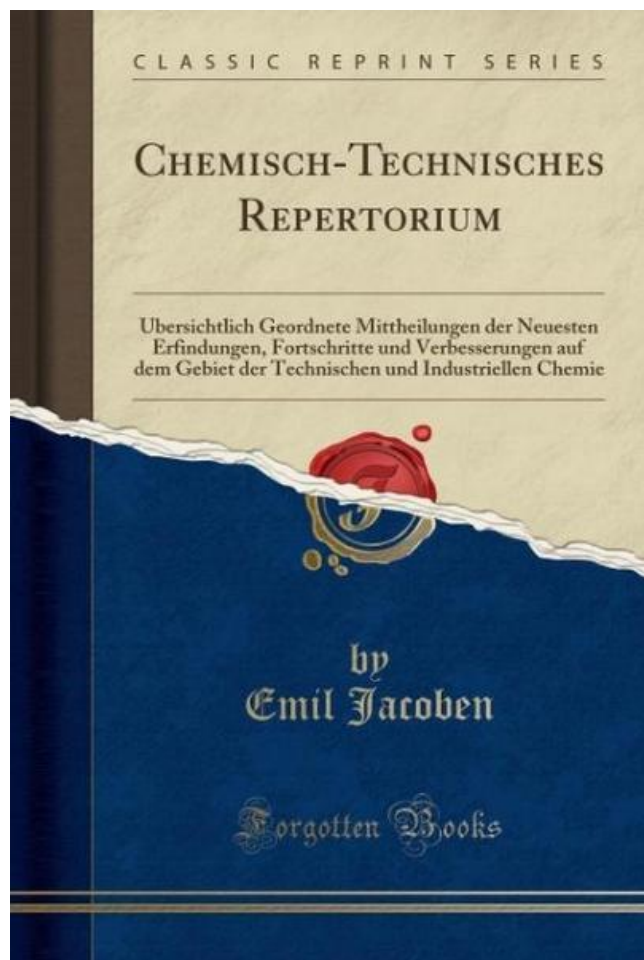 CLASSIC REPRINT SERIES
CHEMISCH-TECHNISCHES
REPERTORIUM
Ubersichtlich Geordnete Mittheilungen der Neuesten
Erfindungen, Fortschritte und Verbesserungen auf
dem Gebiet der Technischen und Industriellen Chemie
J
by
Emil Jacoben
Forgotten Books